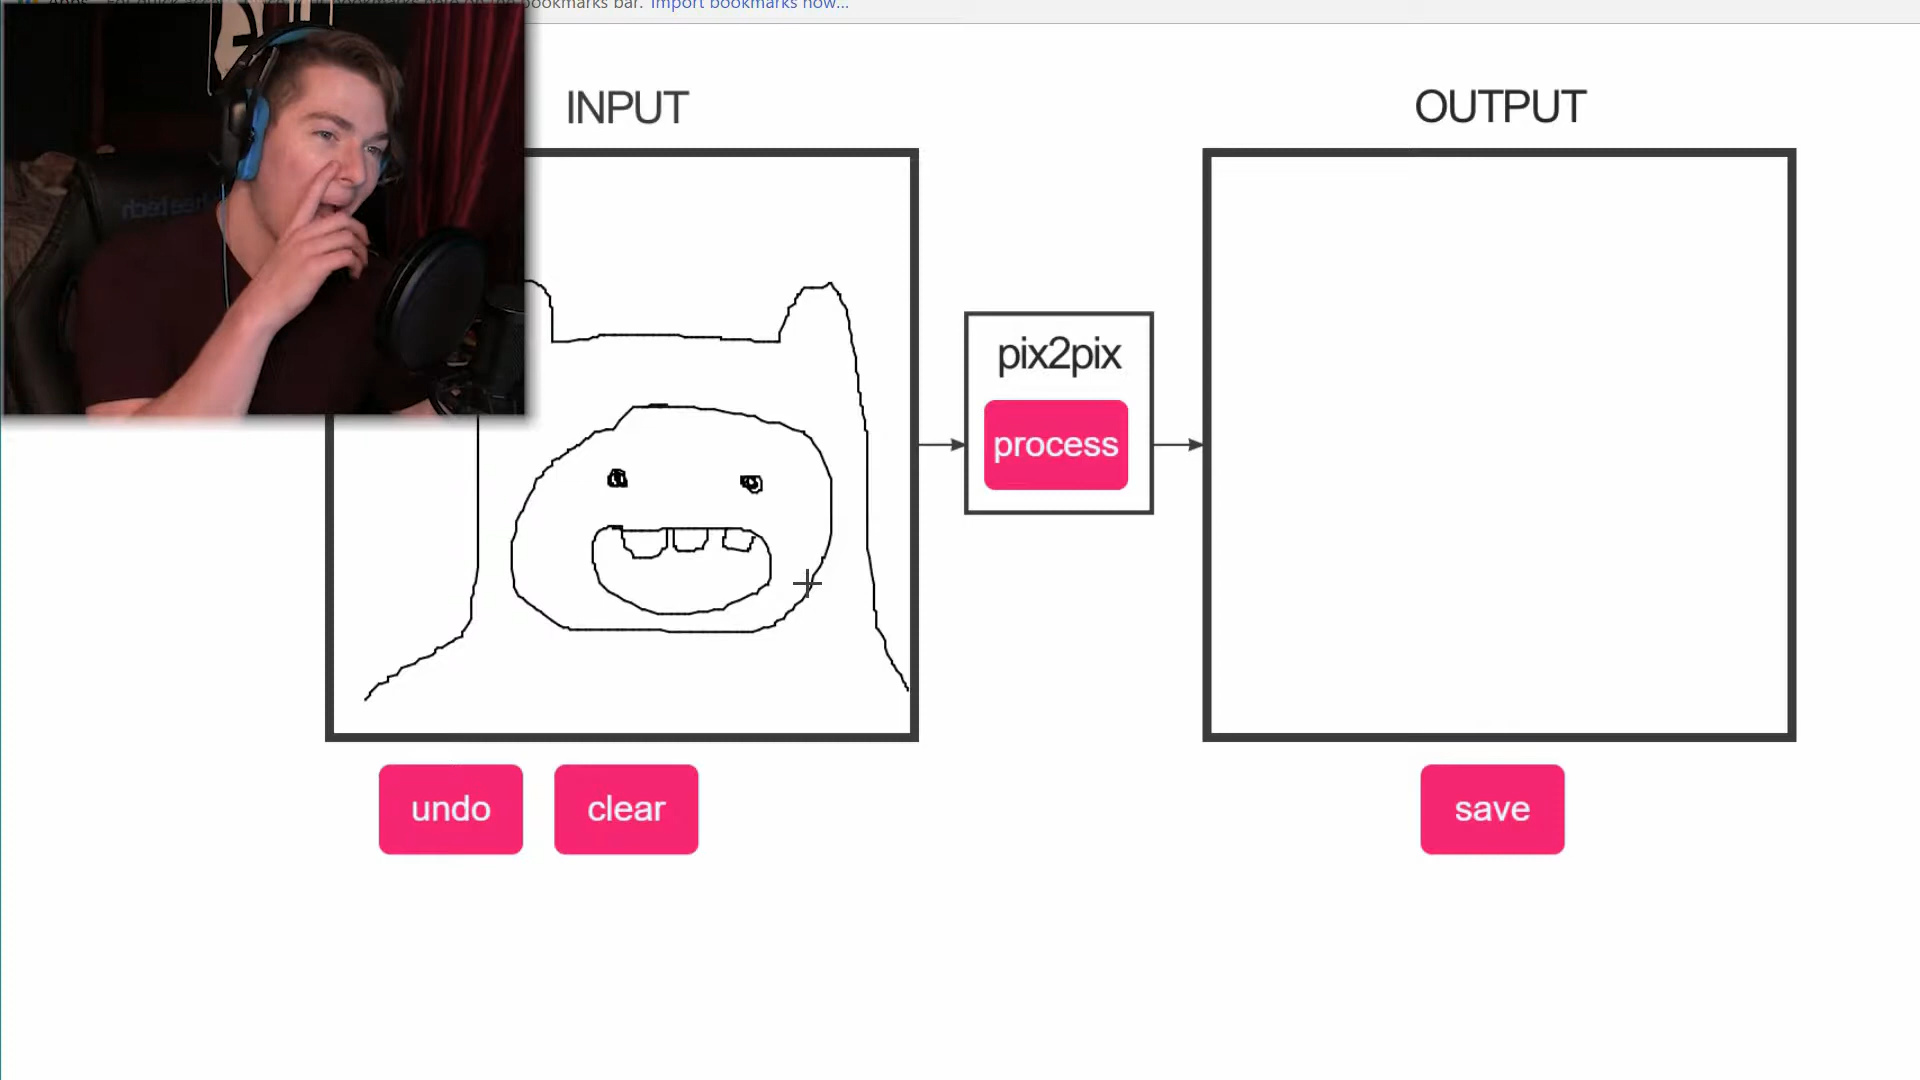 bookmarks bar. Import bookmarks now...
INPUT
OUTPUT
pix2pix
process
undo
clear
save